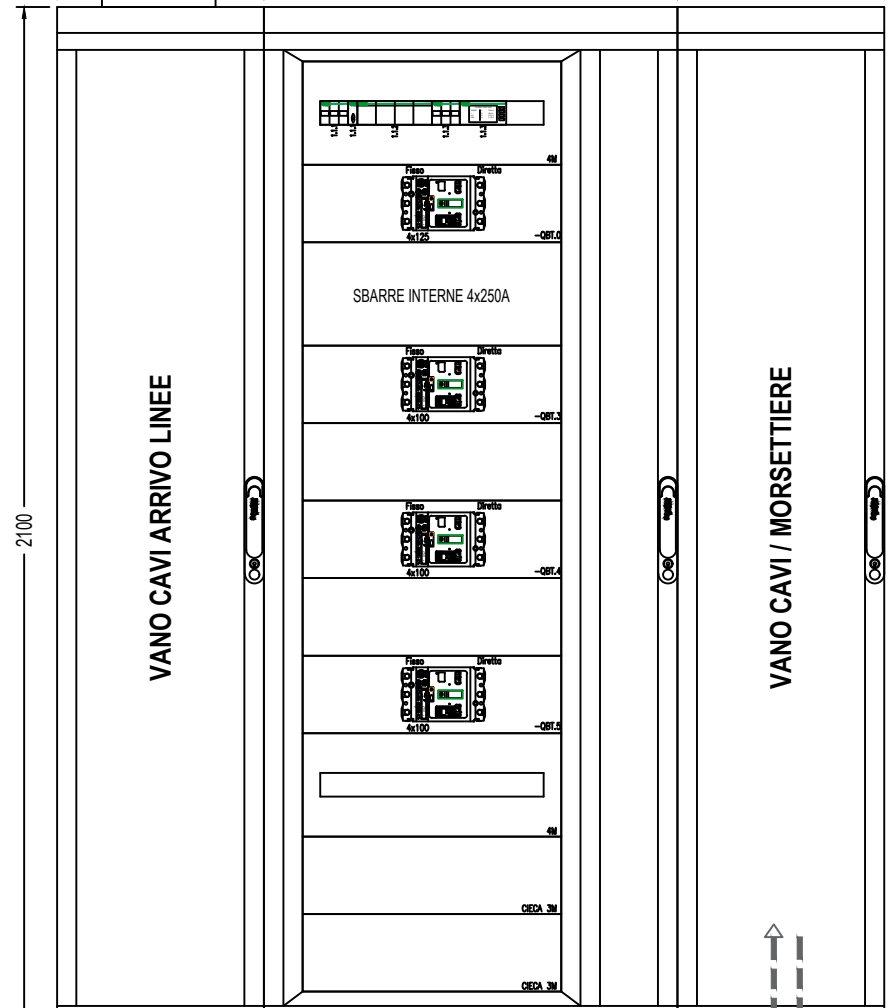 4M
Fisso Diretto
4x125 -QBT.0
SBARRE INTERNE 4x250A
Fisso Diretto
4x100 -QBT.3
VANO CAVI ARRIVO LINEE
VANO CAVI / MORSETTIERE
2100
Fisso Diretto
4x100 -QBT.4
Fisso Diretto
4x100 -QBT.5
4M
CIECA 3M
CIECA 3M